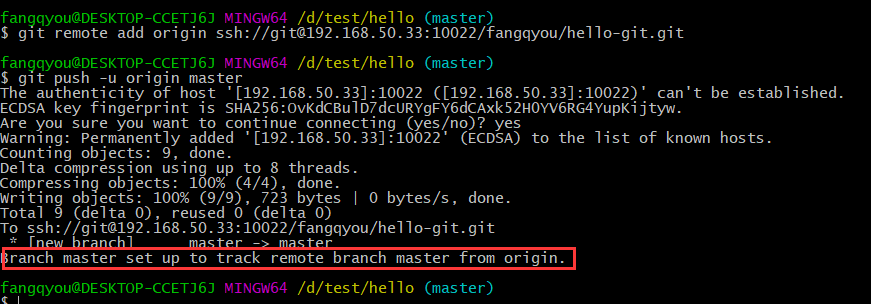 fangqyou@DESKTOP-CCETJ6J MINGW64 /d/test/hello (master)
$ git remote add origin ssh://git@192.168.50.33:10022/fangqyou/hello-git.git
fangqyou@DESKTOP-CCETJ6J MINGW64 /d/test/hello (master)
$ git push -u origin master
The authenticity of host '[192.168.50.33]:10022 ([192.168.50.33]:10022)' can't be established.
ECDSA key fingerprint is SHA256:OvKdCBulD7dcURYgFY6dCAxk52H0YV6RG4YupKijtyw.
Are you sure you want to continue connecting (yes/no)? yes
Warning: Permanently added '[192.168.50.33]:10022' (ECDSA) to the list of known hosts.
Counting objects: 9, done.
Delta compression using up to 8 threads.
Compressing objects: 100% (4/4), done.
Writing objects: 100% (9/9), 723 bytes | 0 bytes/s, done.
Total 9 (delta 0), reused 0 (delta 0)
To ssh://git@192.168.50.33:10022/fangqyou/hello-git.git
 * [new branch]      master -> master
Branch master set up to track remote branch master from origin.
fangqyou@DESKTOP-CCETJ6J MINGW64 /d/test/hello (master)
$